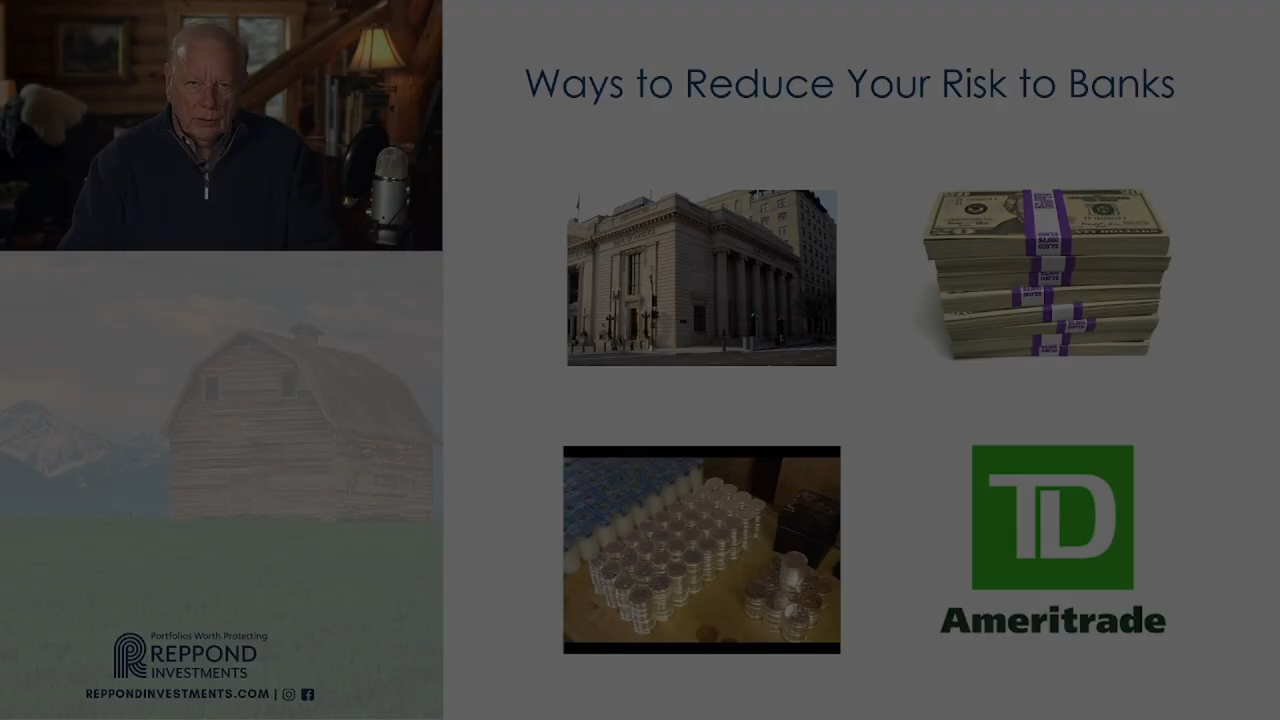 Ways to Reduce Your Risk to Banks
TD
Ameritrade
Portfolios Worth Protecting
REPPOND
INVESTMENTS
REPPONDINVESTMENTS.COM |